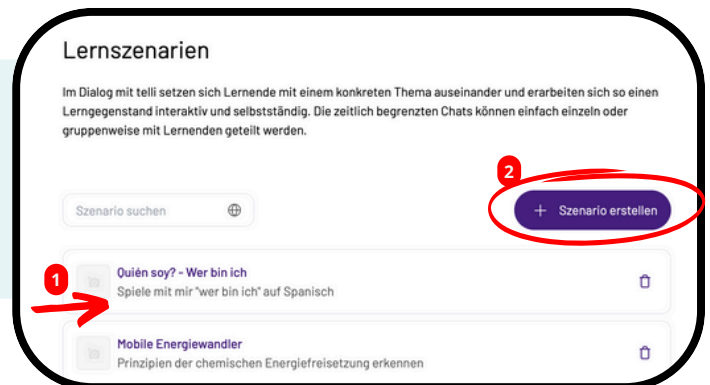 Lernszenarien
Im Dialog mit telli setzen sich Lernende mit einem konkreten Thema auseinander und erarbeiten sich so einen
Lerngegenstand interaktiv und selbstständig. Die zeitlich begrenzten Chats können einfach einzeln oder
gruppenweise mit Lernenden geteilt werden.
2
Szenario suchen
+ Szenario erstellen
1
Quién soy? - Wer bin ich
Spiele mit mir "wer bin ich" auf Spanisch
Mobile Energiewandler
Prinzipien der chemischen Energiefreisetzung erkennen